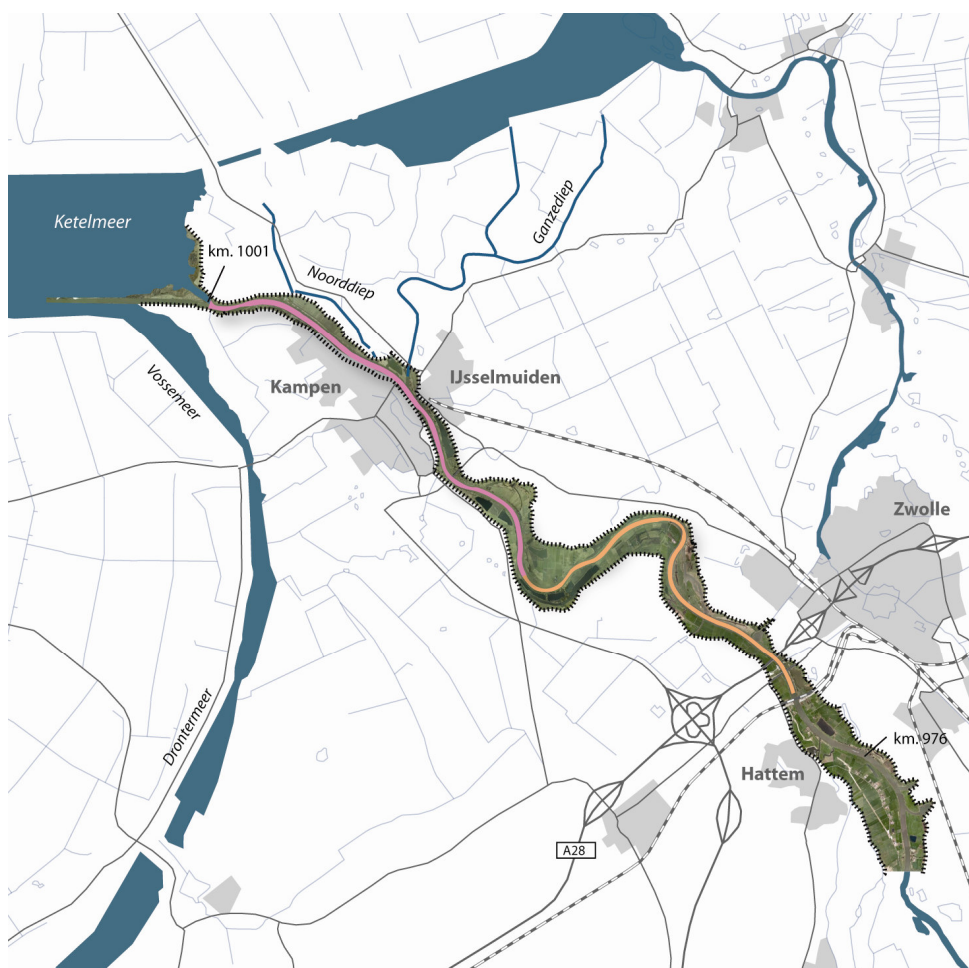 Ketelmeer
km. 1001
Noorddiep
Ganzediep
Vossemeer
Kampen
IJsselmuiden
Zwolle
Drontermeer
km. 976
Hattem
A28